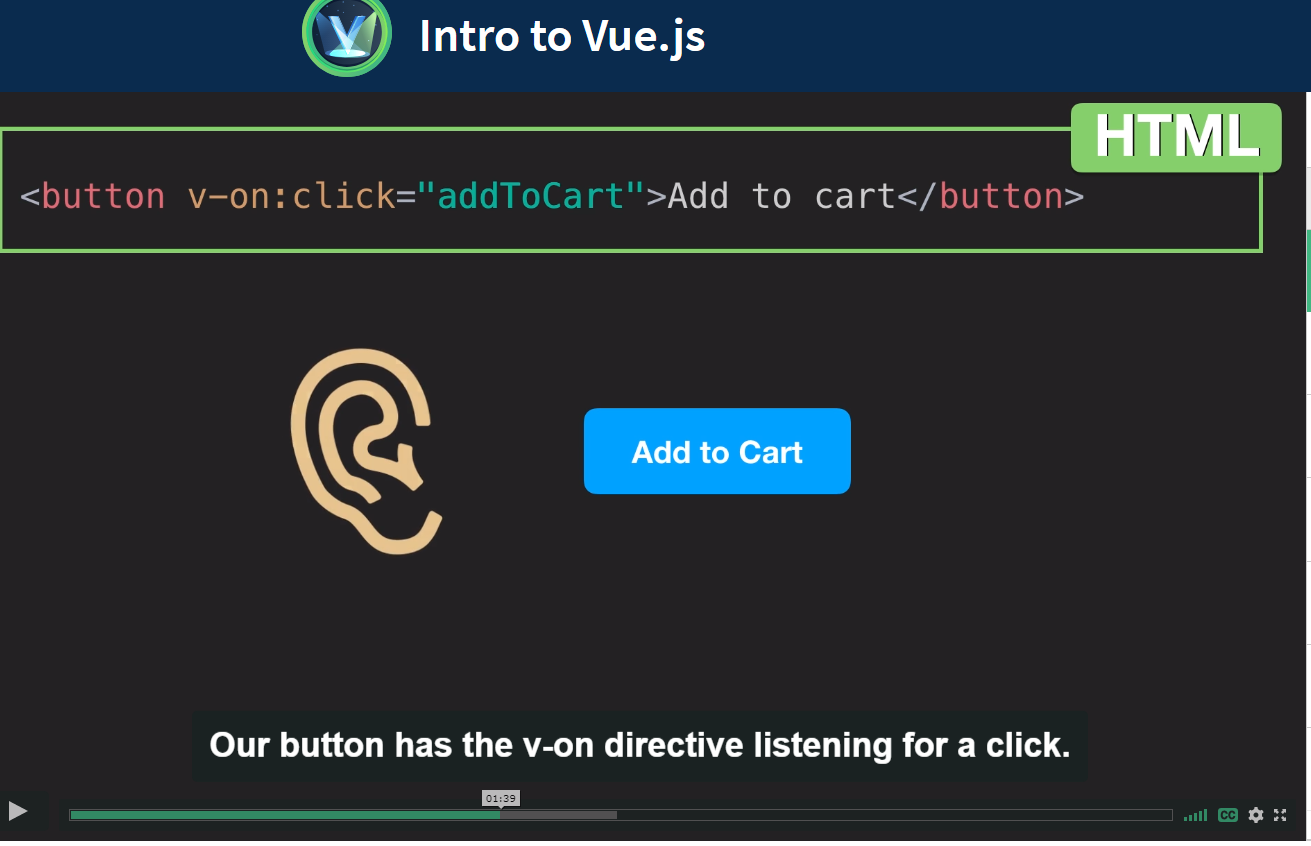 Intro to Vue.js
HTML
<button v-on:click="addToCart">Add to cart</button>
Add to Cart
Our button has the v-on directive listening for a click.
01:39
CC